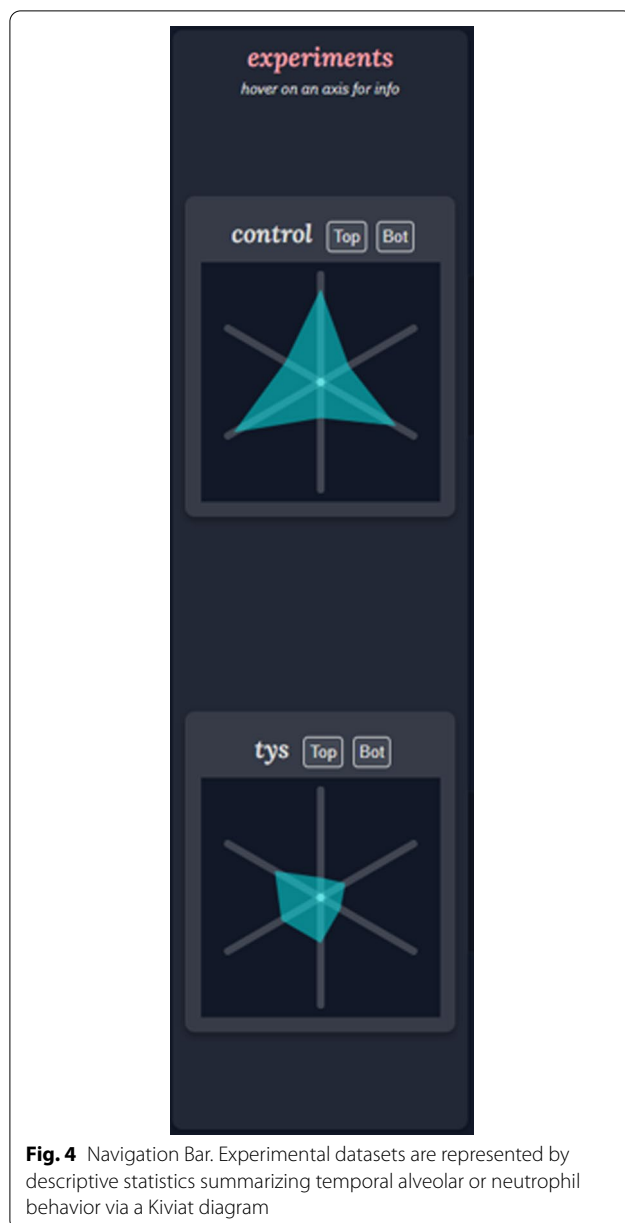 experiments
hover on an axis for info
control Top Bot
tys Top Bot
Fig. 4 Navigation Bar. Experimental datasets are represented by
descriptive statistics summarizing temporal alveolar or neutrophil
behavior via a Kiviat diagram